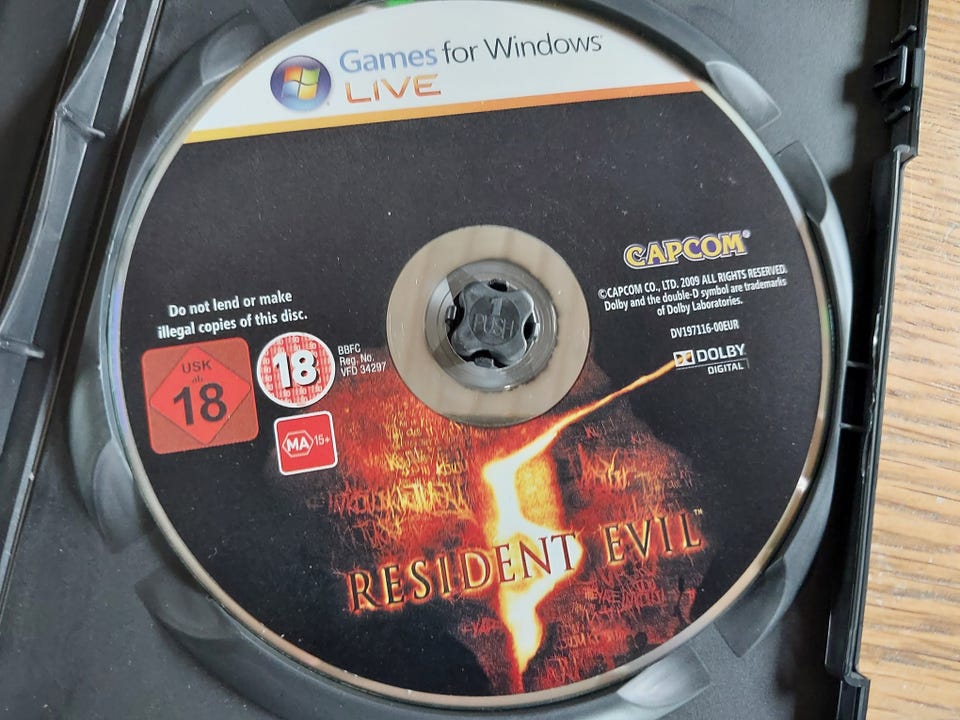 Games for Windows
LIVE
CAPCOM®
©CAPCOM CO., LTD. 2009 ALL RIGHTS RESERVED.
Dolby and the double-D symbol are trademarks
of Dolby Laboratories.
DV197116-00EUR
DOLBY
DIGITAL
Do not lend or make
illegal copies of this disc.
USK
ab
18
18
BBFC
Reg. No.
VFD 34297
MA 15+
1
PUSH
5
RESIDENT EVIL™